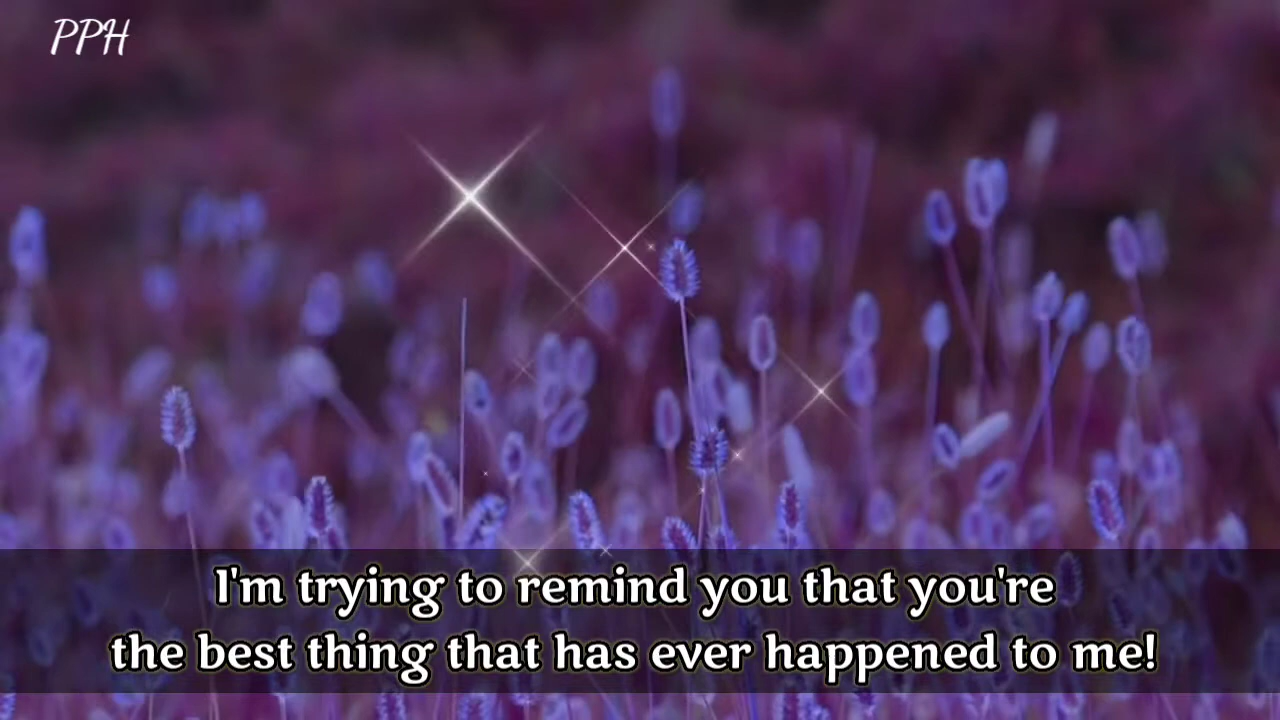 PPH
I'm trying to remind you that you're
the best thing that has ever happened to me!